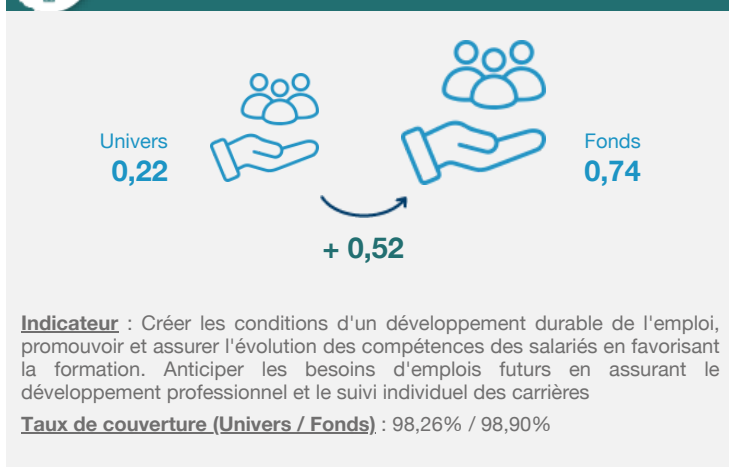 Univers
0,22
Fonds
0,74
+ 0,52
Indicateur : Créer les conditions d'un développement durable de l'emploi,
promouvoir et assurer l'évolution des compétences des salariés en favorisant
la formation. Anticiper les besoins d'emplois futurs en assurant le
développement professionnel et le suivi individuel des carrières
Taux de couverture (Univers / Fonds) : 98,26% / 98,90%